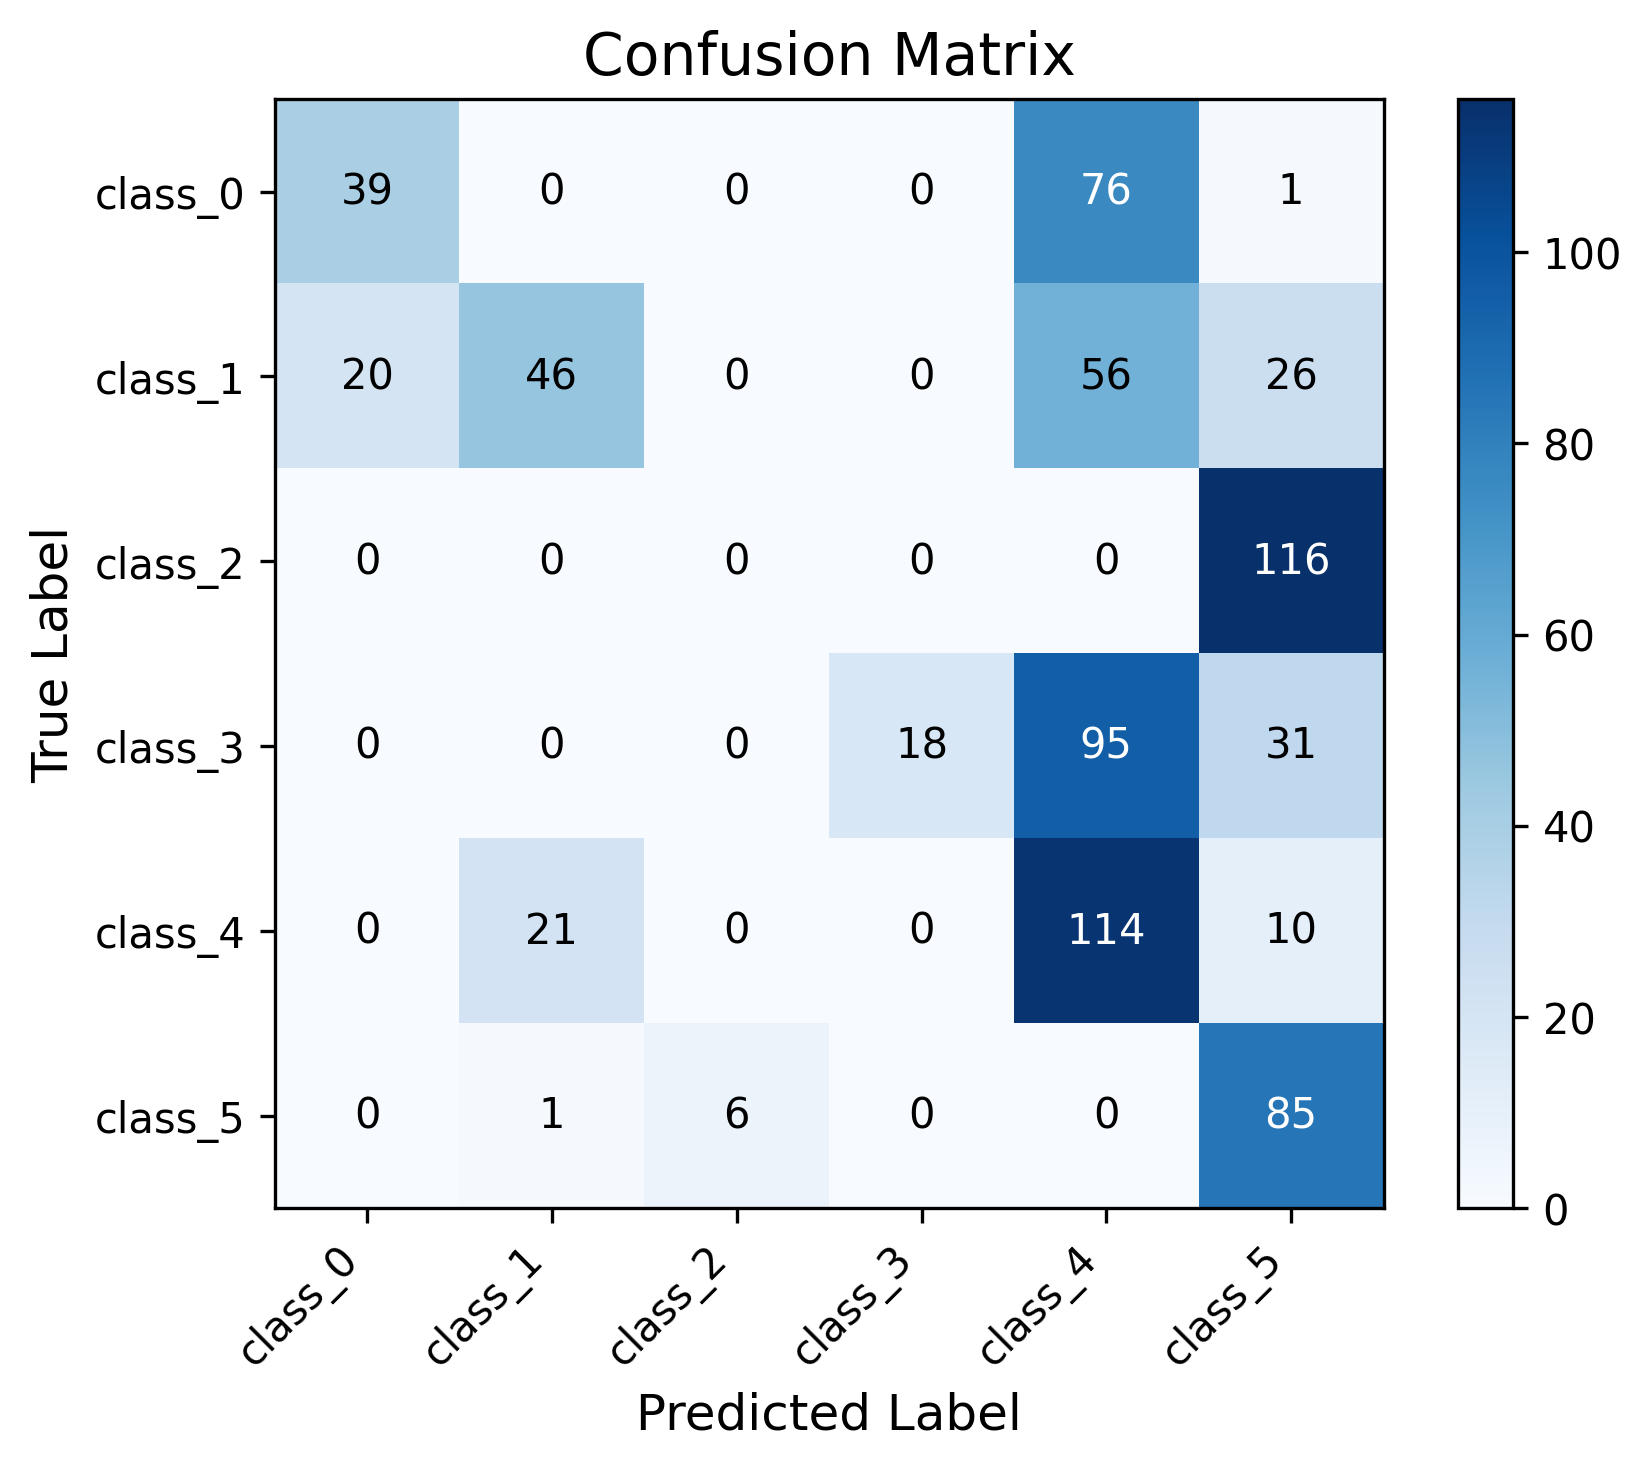 Confusion Matrix
True Label
class_0 39 0 0 0 76 1
class_1 20 46 0 0 56 26
class_2 0 0 0 0 0 116
class_3 0 0 0 18 95 31
class_4 0 21 0 0 114 10
class_5 0 1 6 0 0 85
class_0 class_1 class_2 class_3 class_4 class_5
Predicted Label
100
80
60
40
20
0